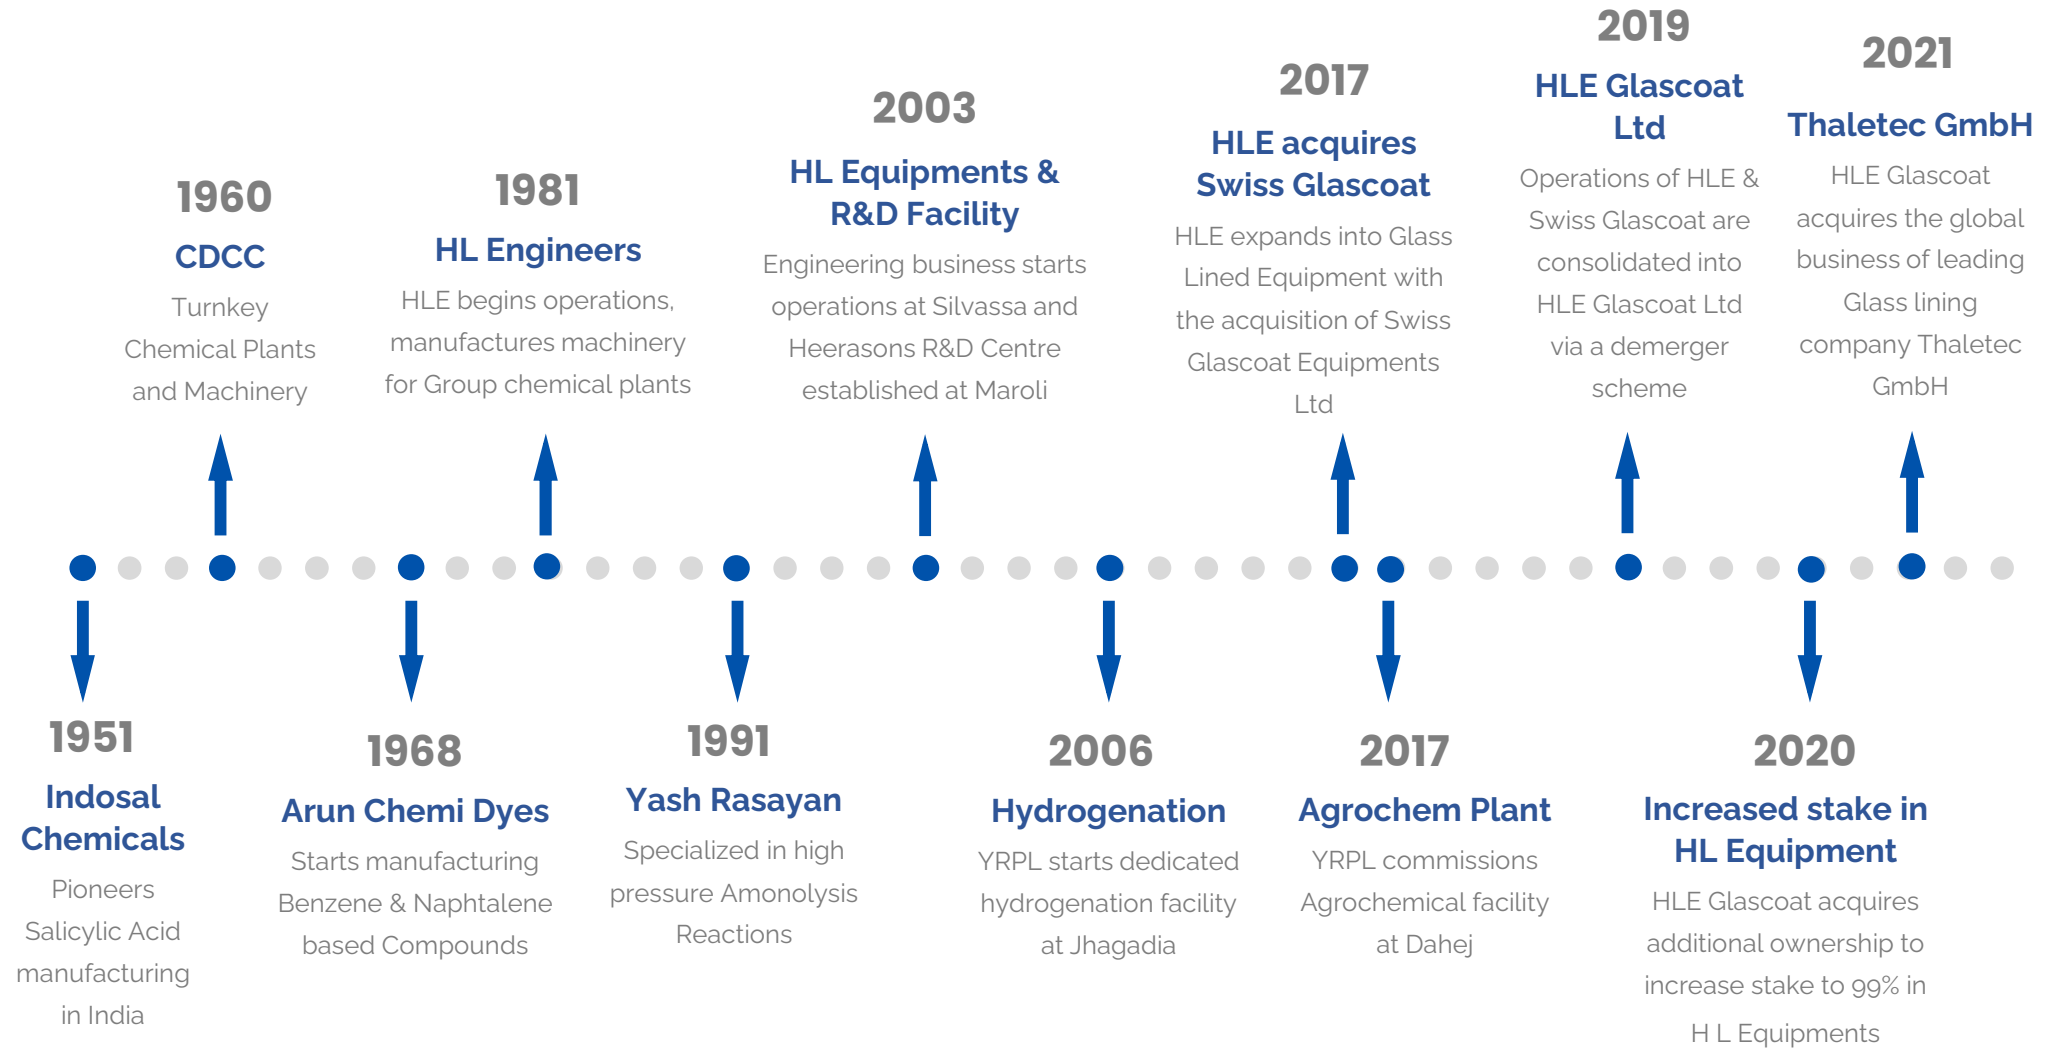 1960
CDCC
Turnkey
Chemical Plants
and Machinery
1981
HL Engineers
HLE begins operations,
manufactures machinery
for Group chemical plants
2003
HL Equipments &
R&D Facility
Engineering business starts
operations at Silvassa and
Heerasons R&D Centre
established at Maroli
2017
HLE acquires
Swiss Glascoat
HLE expands into Glass
Lined Equipment with
the acquisition of Swiss
Glascoat Equipments
Ltd
2019
HLE Glascoat
Ltd
Operations of HLE &
Swiss Glascoat are
consolidated into
HLE Glascoat Ltd
via a demerger
scheme
2021
Thaletec GmbH
HLE Glascoat
acquires the global
business of leading
Glass lining
company Thaletec
GmbH
1951
Indosal
Chemicals
Pioneers
Salicylic Acid
manufacturing
in India
1968
Arun Chemi Dyes
Starts manufacturing
Benzene & Naphtalene
based Compounds
1991
Yash Rasayan
Specialized in high
pressure Amonolysis
Reactions
2006
Hydrogenation
YRPL starts dedicated
hydrogenation facility
at Jhagadia
2017
Agrochem Plant
YRPL commissions
Agrochemical facility
at Dahej
2020
Increased stake in
HL Equipment
HLE Glascoat acquires
additional ownership to
increase stake to 99% in
H L Equipments